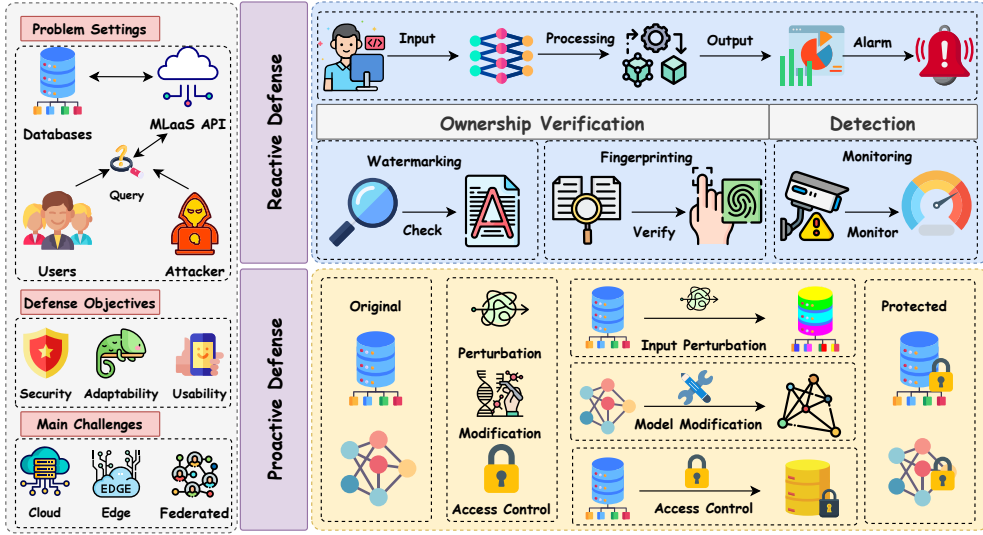 Problem Settings
Databases
MLaaS API
?
Query
Users
Attacker
Defense Objectives
Security
Adaptability
Usability
Main Challenges
EDGE
Cloud
Edge
Federated
Reactive Defense
</>
Input
Processing
Output
Alarm
Ownership Verification
Detection
Watermarking
Check
A
Fingerprinting
Verify
Monitoring
!
Monitor
Proactive Defense
Original
Perturbation
Modification
Access Control
Input Perturbation
Model Modification
Access Control
Protected